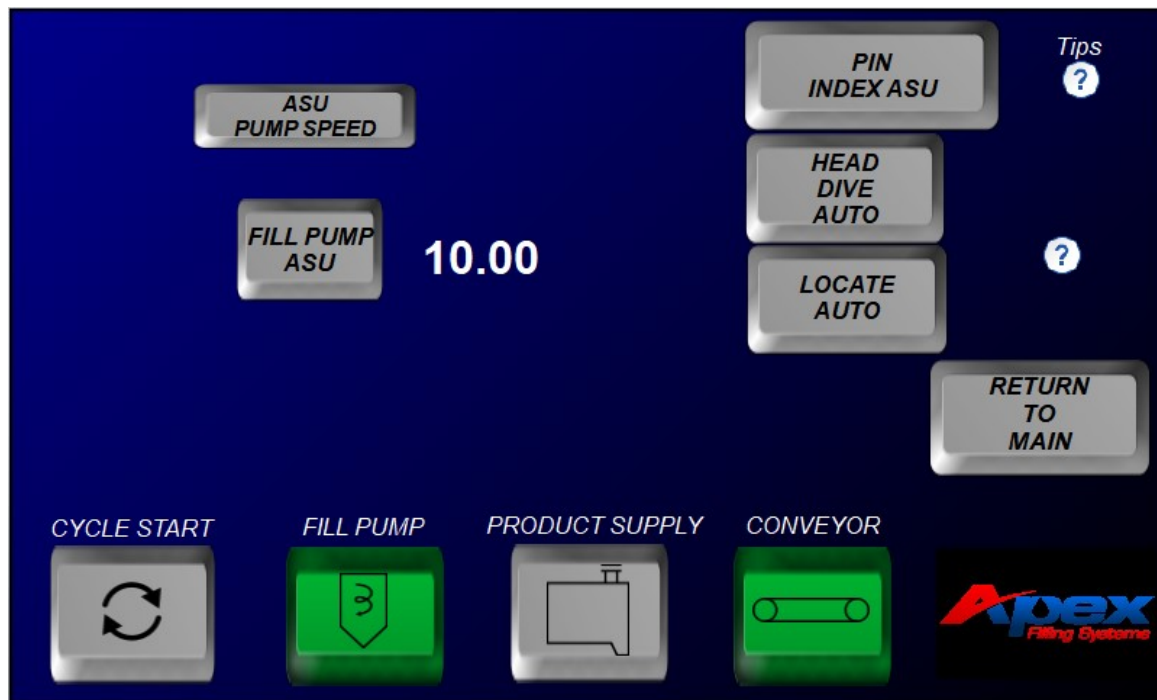 ASU
PUMP SPEED
FILL PUMP
ASU
10.00
PIN
INDEX ASU
Tips
?
HEAD
DIVE
AUTO
?
LOCATE
AUTO
RETURN
TO
MAIN
CYCLE START
FILL PUMP
PRODUCT SUPPLY
CONVEYOR
Apex
Filling Systems